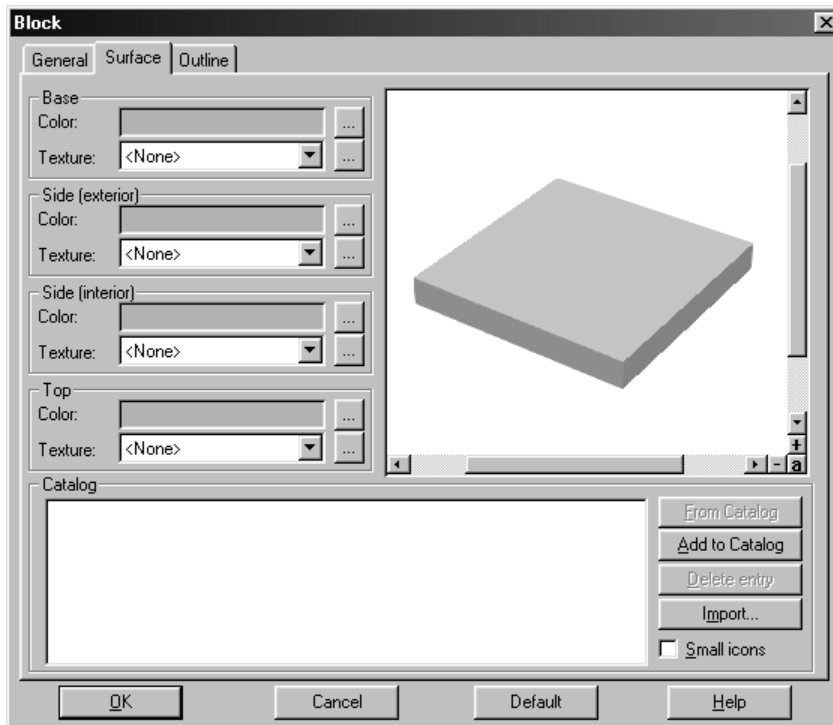 Block
General Surface Outline
Base
Color: ...
Texture: <None> ...
Side (exterior)
Color: ...
Texture: <None> ...
Side (interior)
Color: ...
Texture: <None> ...
Top
Color: ...
Texture: <None> ...
+
- a
Catalog
From Catalog
Add to Catalog
Delete entry
Import...
Small icons
OK Cancel Default Help